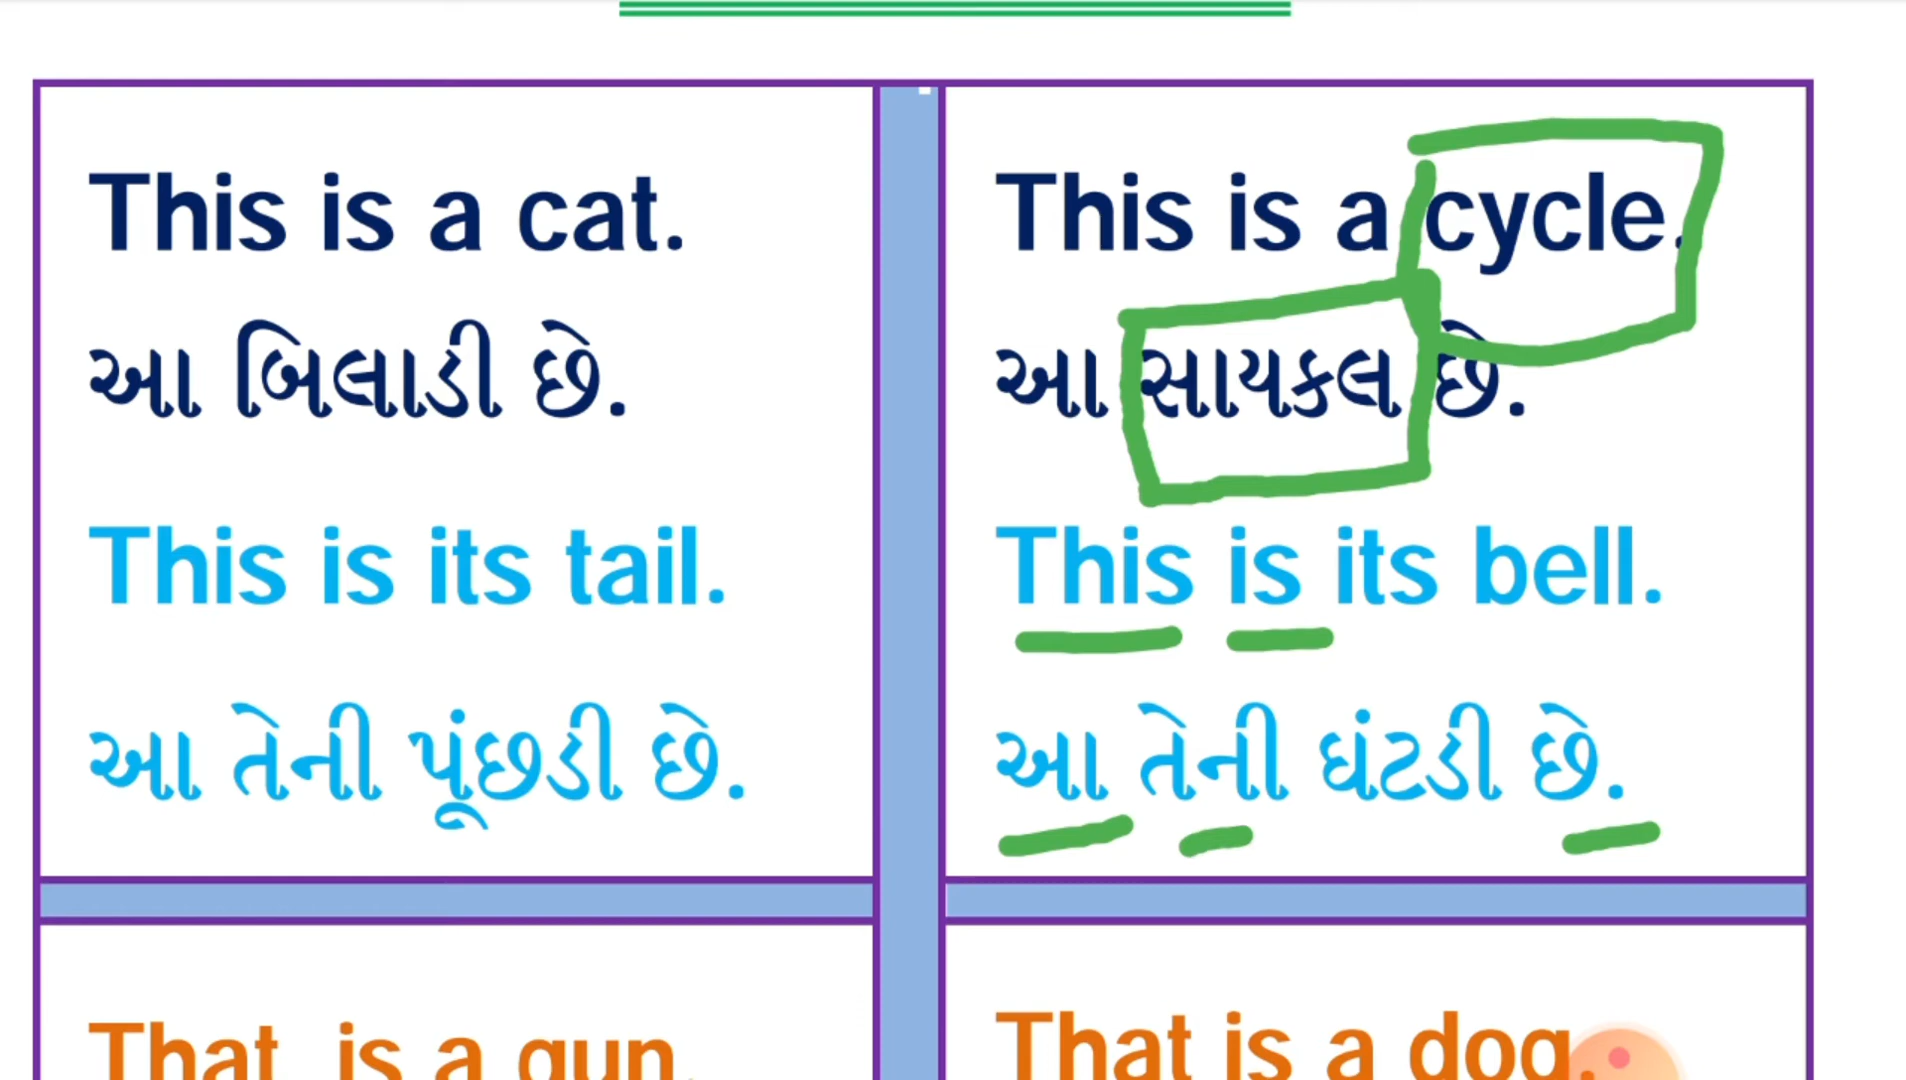 This is a cat.
આ બિલાડી છે.
This is its tail.
આ તેની પૂંછડી છે.
This is a cycle.
આ સાયકલ છે.
This is its bell.
આ તેની ઘંટડી છે.
That is a gun.
That is a dog.